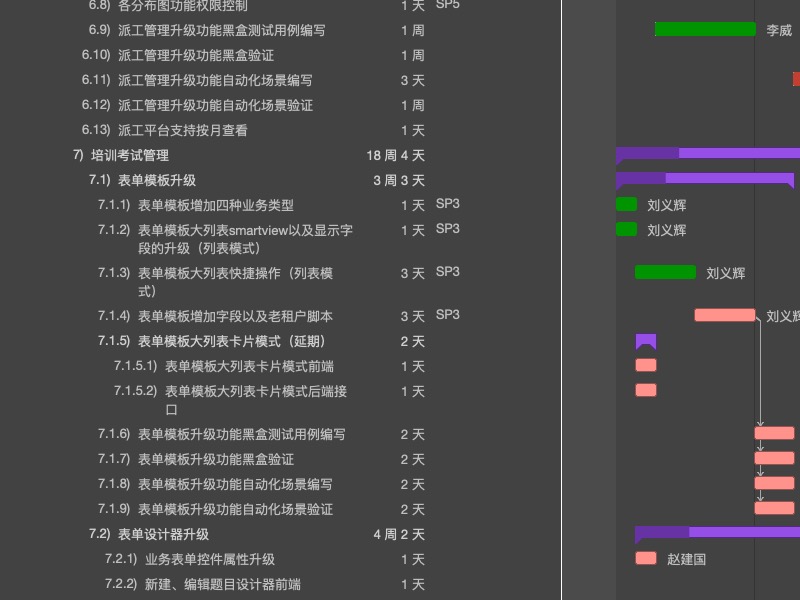 6.8) 各分布图功能权限控制 1 天 SP5
6.9) 派工管理升级功能黑盒测试用例编写 1 周 李威
6.10) 派工管理升级功能黑盒验证 1 周
6.11) 派工管理升级功能自动化场景编写 3 天
6.12) 派工管理升级功能自动化场景验证 1 周
6.13) 派工平台支持按月查看 1 天
7) 培训考试管理 18 周 4 天
7.1) 表单模板升级 3 周 3 天
7.1.1) 表单模板增加四种业务类型 1 天 SP3 刘义辉
7.1.2) 表单模板大列表smartview以及显示字 1 天 SP3 刘义辉
段的升级（列表模式）
7.1.3) 表单模板大列表快捷操作（列表模 3 天 SP3 刘义辉
式）
7.1.4) 表单模板增加字段以及老租户脚本 3 天 SP3 刘义辉
7.1.5) 表单模板大列表卡片模式（延期） 2 天
7.1.5.1) 表单模板大列表卡片模式前端 1 天
7.1.5.2) 表单模板大列表卡片模式后端接 1 天
口
7.1.6) 表单模板升级功能黑盒测试用例编写 2 天
7.1.7) 表单模板升级功能黑盒验证 2 天
7.1.8) 表单模板升级功能自动化场景编写 2 天
7.1.9) 表单模板升级功能自动化场景验证 2 天
7.2) 表单设计器升级 4 周 2 天
7.2.1) 业务表单控件属性升级 1 天 赵建国
7.2.2) 新建、编辑题目设计器前端 1 天